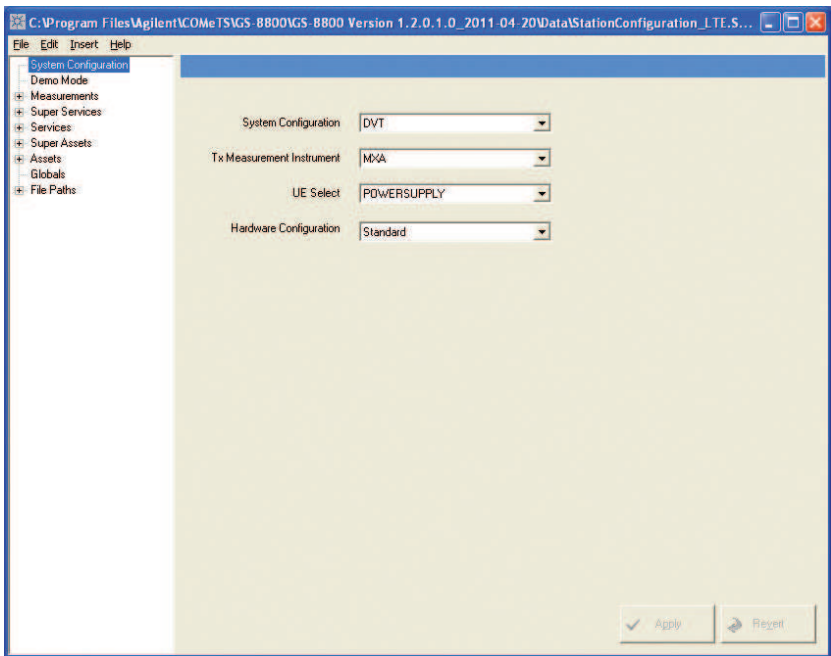 C:\Program Files\Agilent\COMeTS\GS-8800\GS-8800 Version 1.2.0.1.0_2011-04-20\Data\StationConfiguration_LTE.S...
File Edit Insert Help
System Configuration
Demo Mode
Measurements
Super Services
Services
Super Assets
Assets
Globals
File Paths
System Configuration DVT
Tx Measurement Instrument MXA
UE Select POWERSUPPLY
Hardware Configuration Standard
Apply Revert